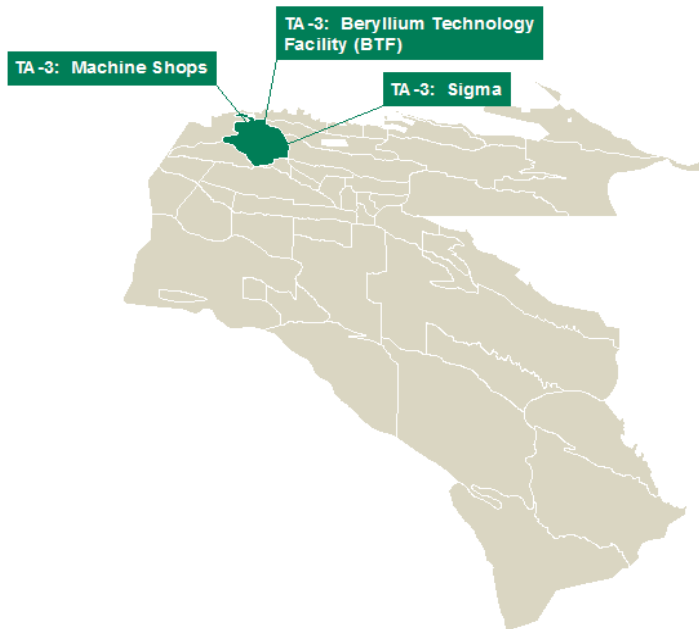 TA-3: Beryllium Technology
Facility (BTF)
TA-3: Machine Shops
TA-3: Sigma